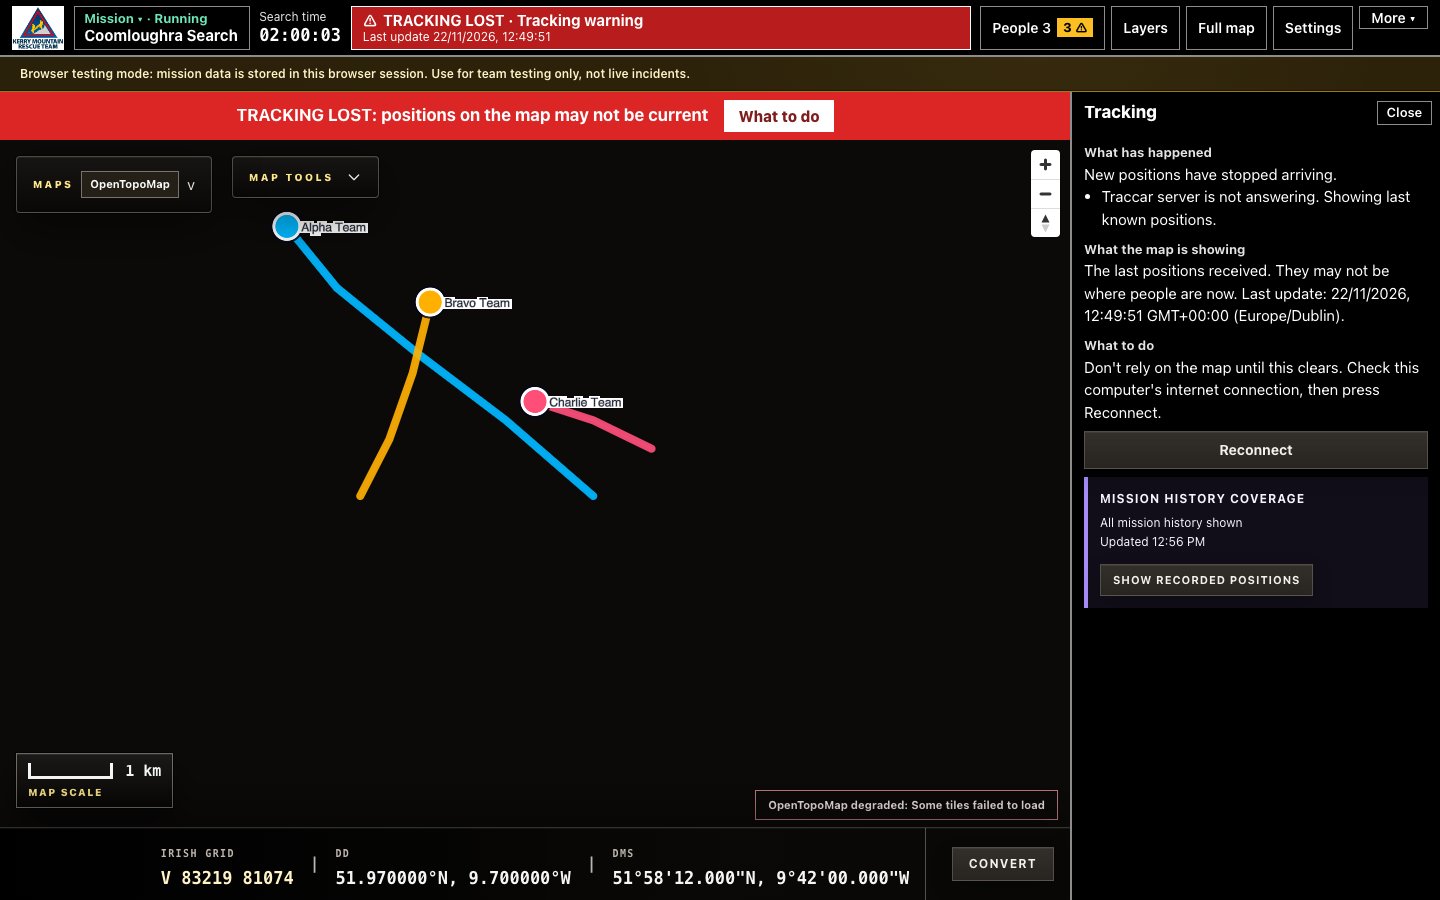 KERRY MOUNTAIN
RESCUE TEAM
Mission ▾ · Running
Coomloughra Search
Search time
02:00:03
⚠ TRACKING LOST · Tracking warning
Last update 22/11/2026, 12:49:51
People 3 3 ⚠
Layers
Full map
Settings
More ▾
Browser testing mode: mission data is stored in this browser session. Use for team testing only, not live incidents.
TRACKING LOST: positions on the map may not be current
What to do
MAPS OpenTopoMap V
MAP TOOLS
Alpha Team
Bravo Team
Charlie Team
1 km
MAP SCALE
OpenTopoMap degraded: Some tiles failed to load
IRISH GRID
V 83219 81074
DD
51.970000°N, 9.700000°W
DMS
51°58'12.000"N, 9°42'00.000"W
CONVERT
Tracking
Close
What has happened
New positions have stopped arriving.
• Traccar server is not answering. Showing last
known positions.
What the map is showing
The last positions received. They may not be
where people are now. Last update: 22/11/2026,
12:49:51 GMT+00:00 (Europe/Dublin).
What to do
Don't rely on the map until this clears. Check this
computer's internet connection, then press
Reconnect.
Reconnect
MISSION HISTORY COVERAGE
All mission history shown
Updated 12:56 PM
SHOW RECORDED POSITIONS